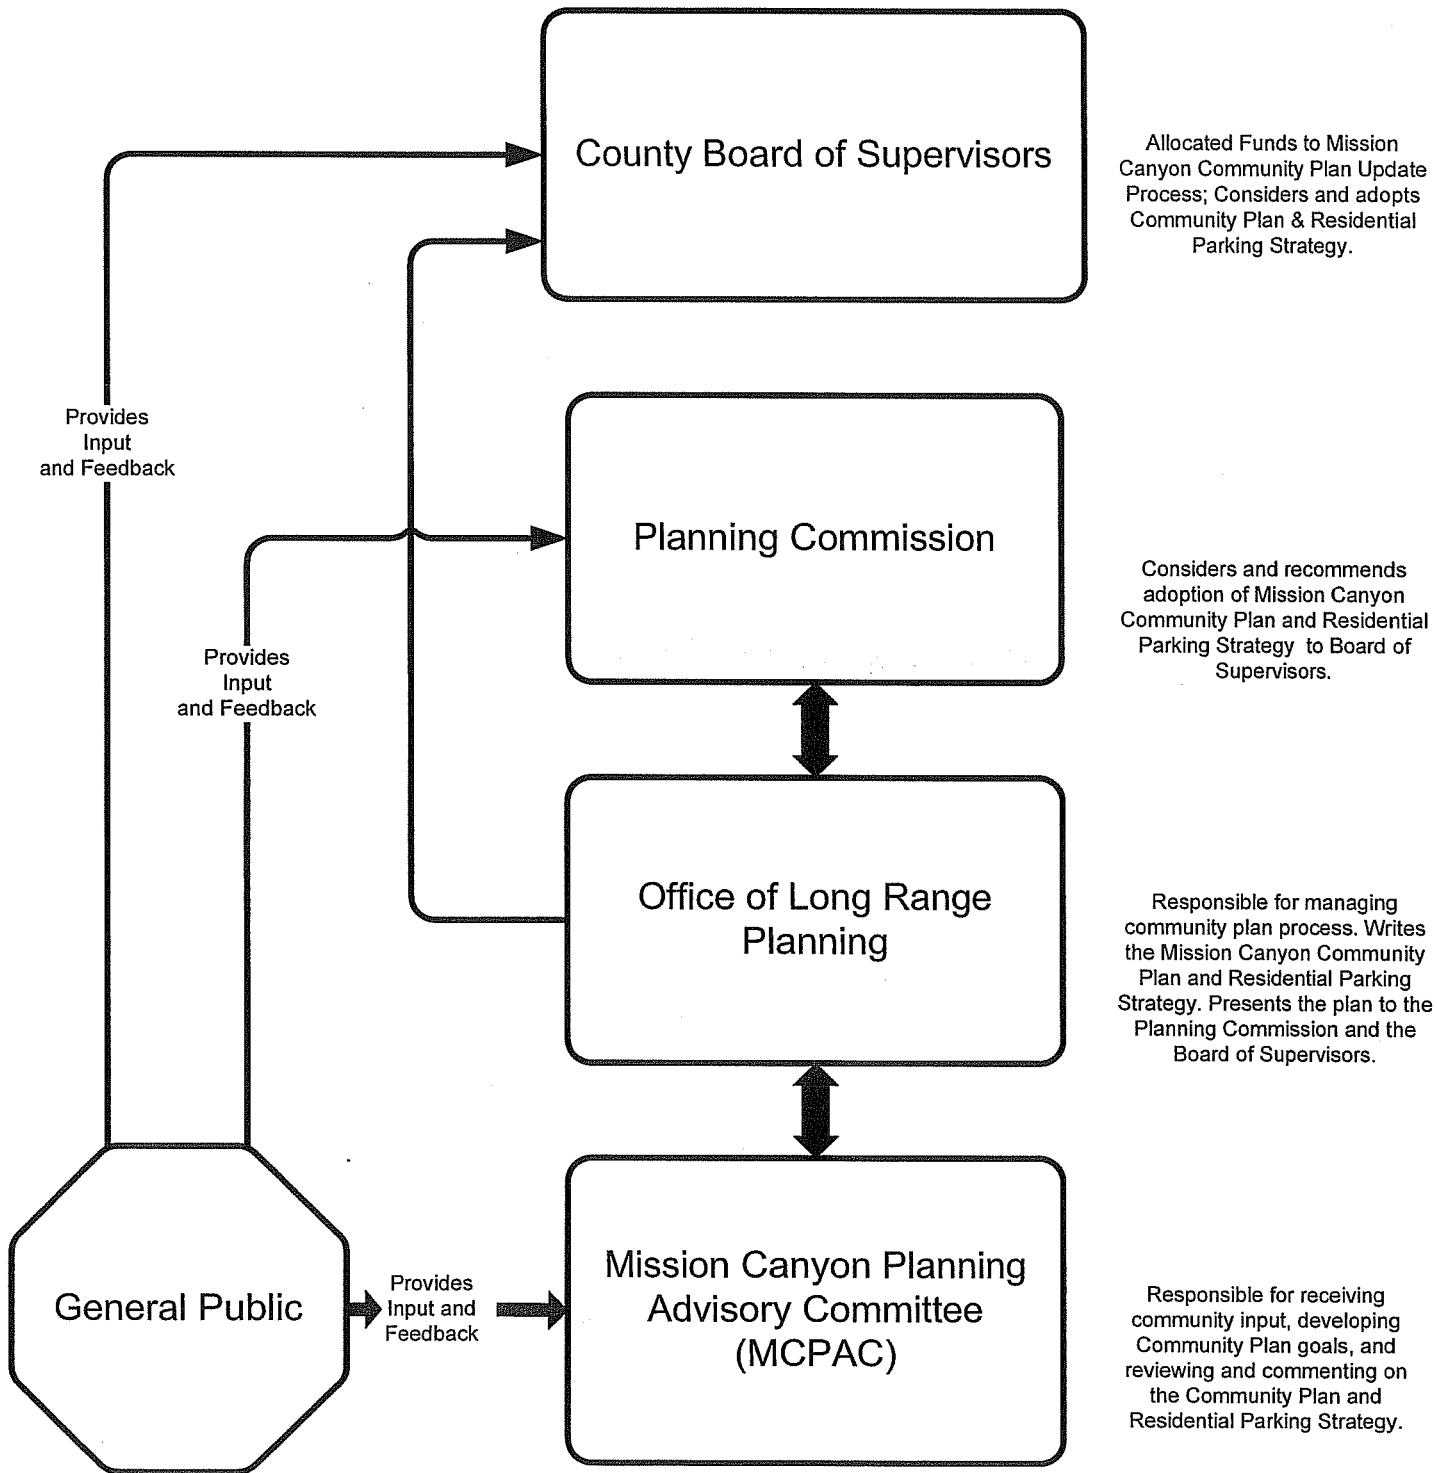 County Board of Supervisors
Allocated Funds to Mission
Canyon Community Plan Update
Process; Considers and adopts
Community Plan & Residential
Parking Strategy.
Provides
Input
and Feedback
Planning Commission
Considers and recommends
adoption of Mission Canyon
Community Plan and Residential
Parking Strategy to Board of
Supervisors.
Provides
Input
and Feedback
Office of Long Range
Planning
Responsible for managing
community plan process. Writes
the Mission Canyon Community
Plan and Residential Parking
Strategy. Presents the plan to the
Planning Commission and the
Board of Supervisors.
General Public
Provides
Input and
Feedback
Mission Canyon Planning
Advisory Committee
(MCPAC)
Responsible for receiving
community input, developing
Community Plan goals, and
reviewing and commenting on
the Community Plan and
Residential Parking Strategy.